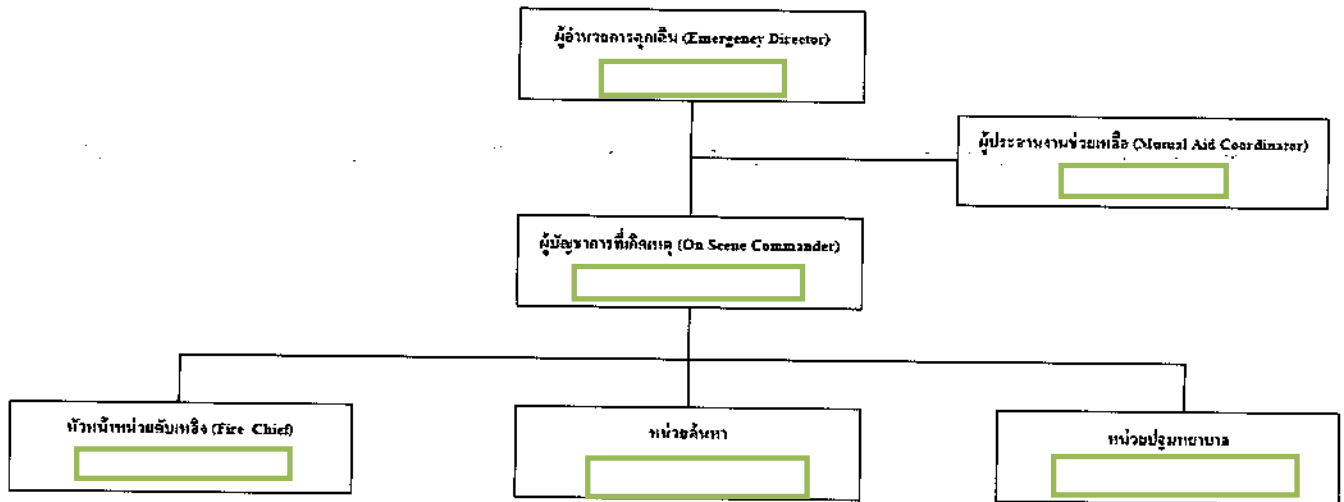 ผู้อำนวยการฉุกเฉิน (Emergency Director)
ผู้ประสานงานช่วยเหลือ (Mutual Aid Coordinator)
ผู้บัญชาการที่เกิดเหตุ (On Scene Commander)
หัวหน้าหน่วยดับเพลิง (Fire Chief)
หน่วยค้นหา
หน่วยปฐมพยาบาล